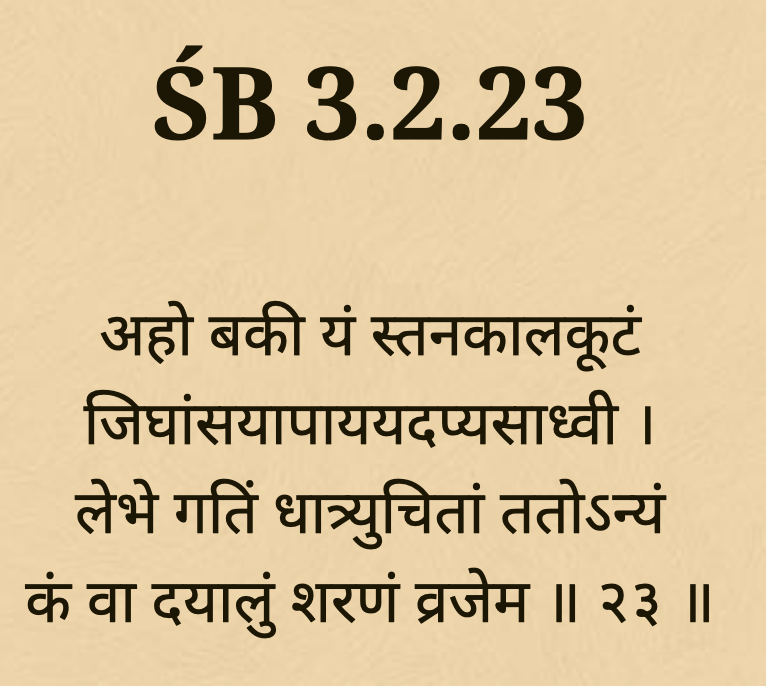 ŚB 3.2.23
अहो बकी यं स्तनकालकूटं
जिघांसयापाययदप्यसाध्वी ।
लेभे गतिं धात्र्युचितां ततोऽन्यं
कं वा दयालुं शरणं व्रजेम ॥ २३ ॥